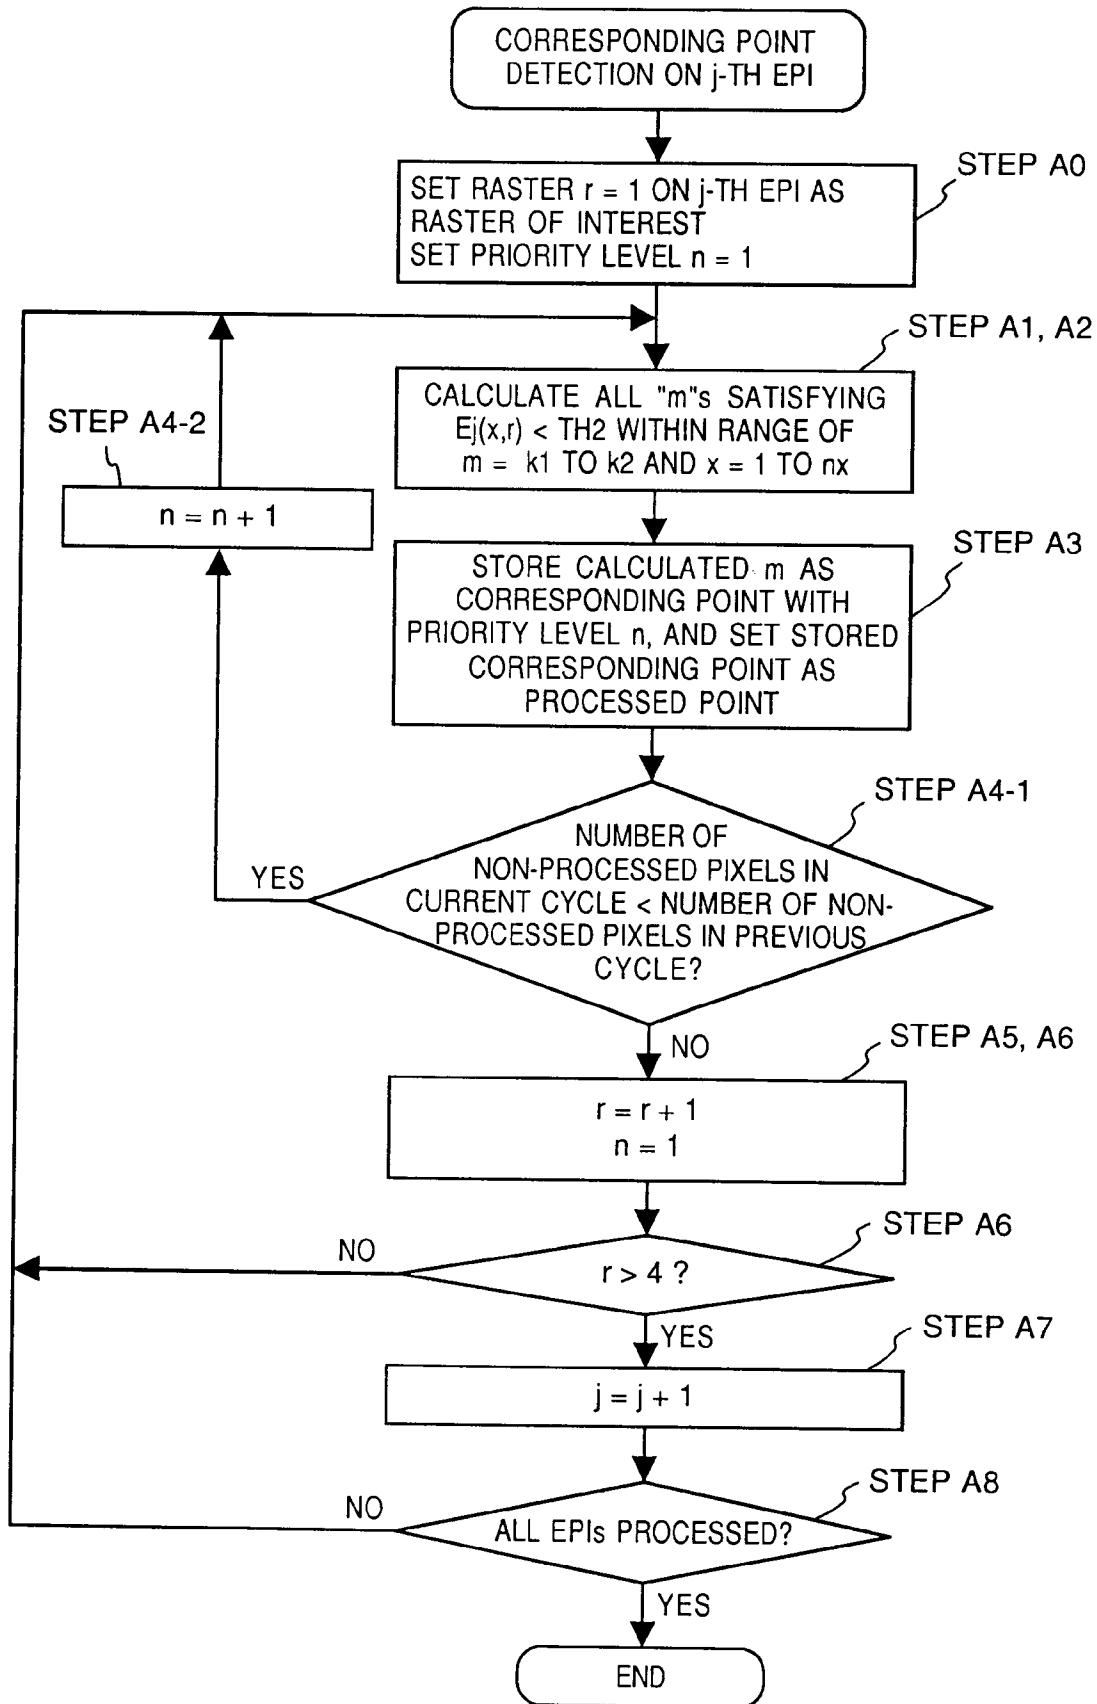 CORRESPONDING POINT
DETECTION ON j-TH EPI
STEP A0
SET RASTER r = 1 ON j-TH EPI AS
RASTER OF INTEREST
SET PRIORITY LEVEL n = 1
STEP A1, A2
CALCULATE ALL "m"s SATISFYING
Ej(x,r) < TH2 WITHIN RANGE OF
m = k1 TO k2 AND x = 1 TO nx
STEP A4-2
n = n + 1
STEP A3
STORE CALCULATED m AS
CORRESPONDING POINT WITH
PRIORITY LEVEL n, AND SET STORED
CORRESPONDING POINT AS
PROCESSED POINT
STEP A4-1
NUMBER OF
NON-PROCESSED PIXELS IN
CURRENT CYCLE < NUMBER OF NON-
PROCESSED PIXELS IN PREVIOUS
CYCLE?
YES
NO
STEP A5, A6
r = r + 1
n = 1
STEP A6
r > 4 ?
NO
YES
STEP A7
j = j + 1
STEP A8
ALL EPIs PROCESSED?
NO
YES
END